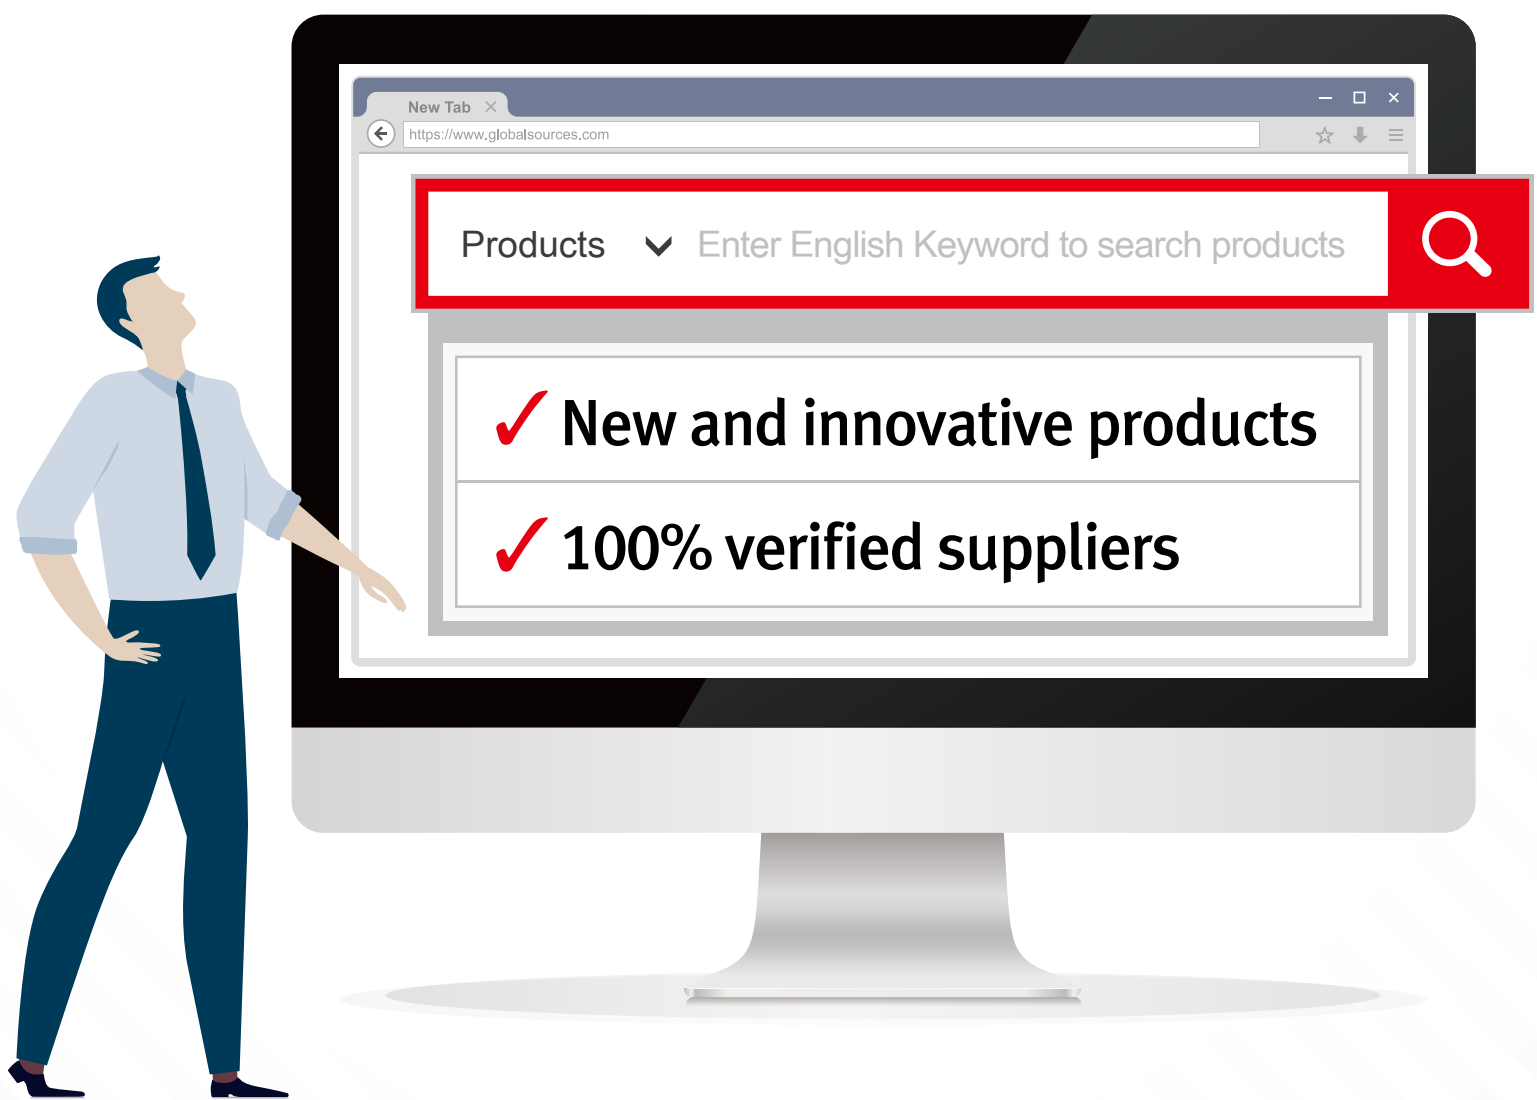 New Tab
https://www.globalsources.com
Products Enter English Keyword to search products
New and innovative products
100% verified suppliers